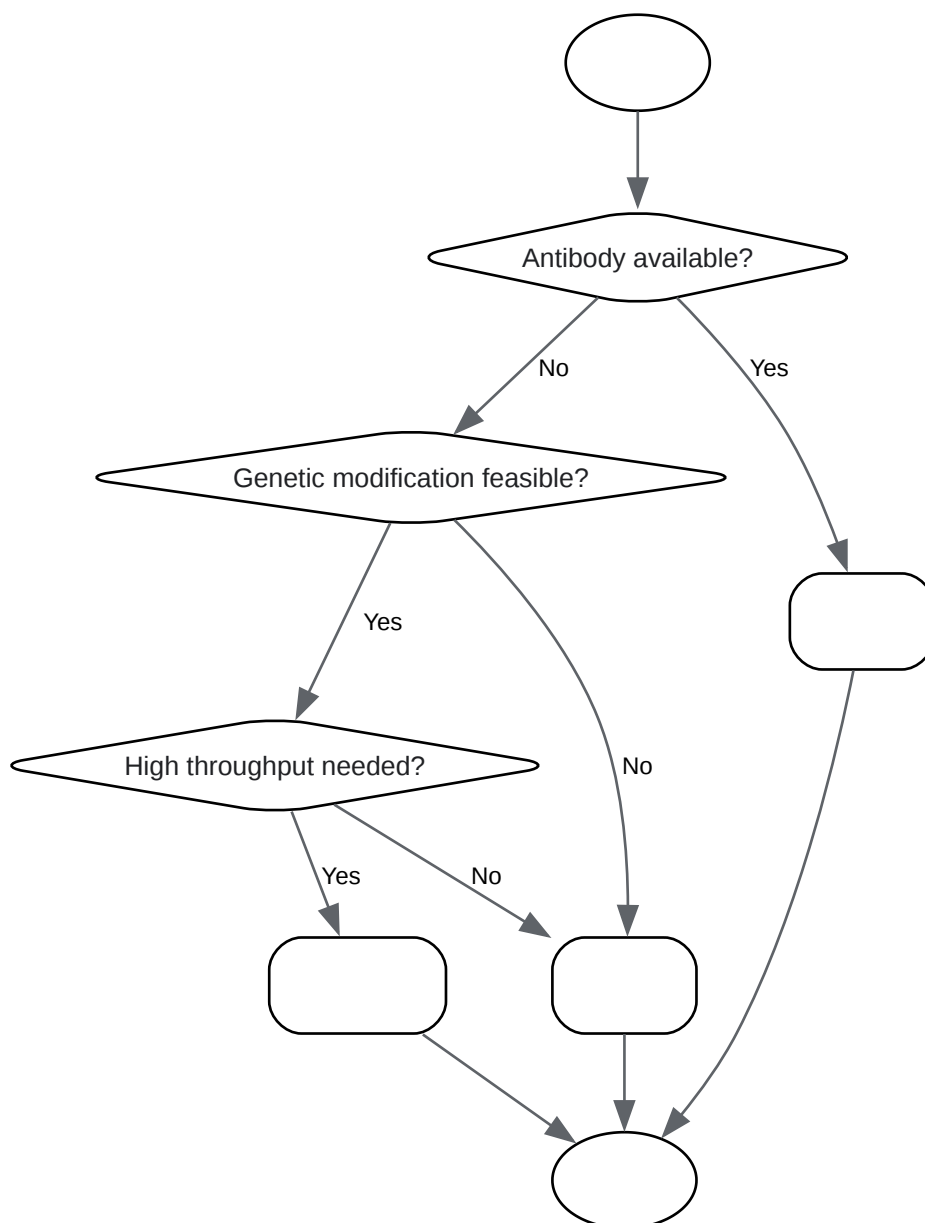 Antibody available?
No
Yes
Genetic modification feasible?
Yes
High throughput needed?
No
Yes
No